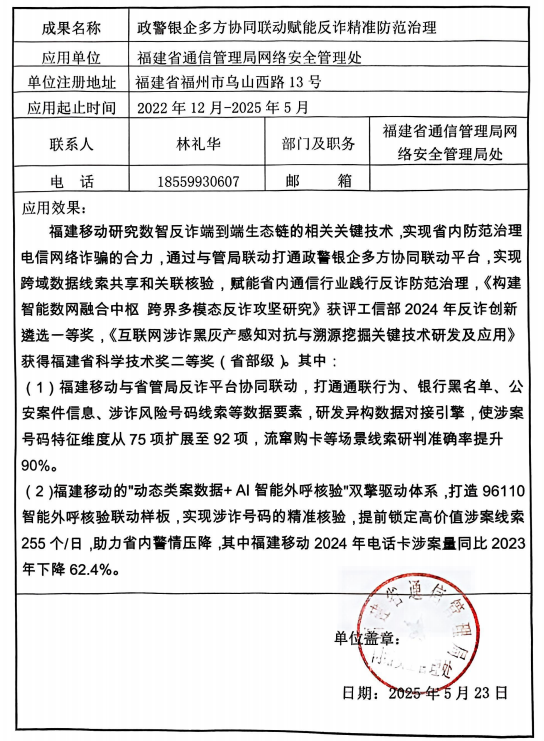 成果名称 政警银企多方协同联动赋能反诈精准防范治理
应用单位 福建省通信管理局网络安全管理处
单位注册地址 福建省福州市乌山西路 13 号
应用起止时间 2022 年 12 月-2025 年 5 月
联系人 林礼华 部门及职务 福建省通信管理局网络安全管理局处
电 话 18559930607 邮 箱
应用效果：
福建移动研究数智反诈端到端生态链的相关关键技术，实现省内防范治理
电信网络诈骗的合力，通过与管局联动打通政警银企多方协同联动平台，实现
跨域数据线索共享和关联核验，赋能省内通信行业践行反诈防范治理，《构建
智能数网融合中枢 跨界多模态反诈攻坚研究》获评工信部 2024 年反诈创新
遴选一等奖，《互联网涉诈黑灰产感知对抗与溯源挖掘关键技术研发及应用》
获得福建省科学技术奖二等奖（省部级）。其中：
（1）福建移动与省管局反诈平台协同联动，打通通联行为、银行黑名单、公
安案件信息、涉诈风险号码线索等数据要素，研发异构数据对接引擎，使涉案
号码特征维度从 75 项扩展至 92 项，流窜购卡等场景线索研判准确率提升
90%。
（2）福建移动的"动态类案数据+ AI 智能外呼核验"双擎驱动体系，打造 96110
智能外呼核验联动样板，实现涉诈号码的精准核验，提前锁定高价值涉案线索
255 个/日，助力省内警情压降，其中福建移动 2024 年电话卡涉案量同比 2023
年下降 62.4%。
单位盖章：
日期：2025 年 5 月 23 日